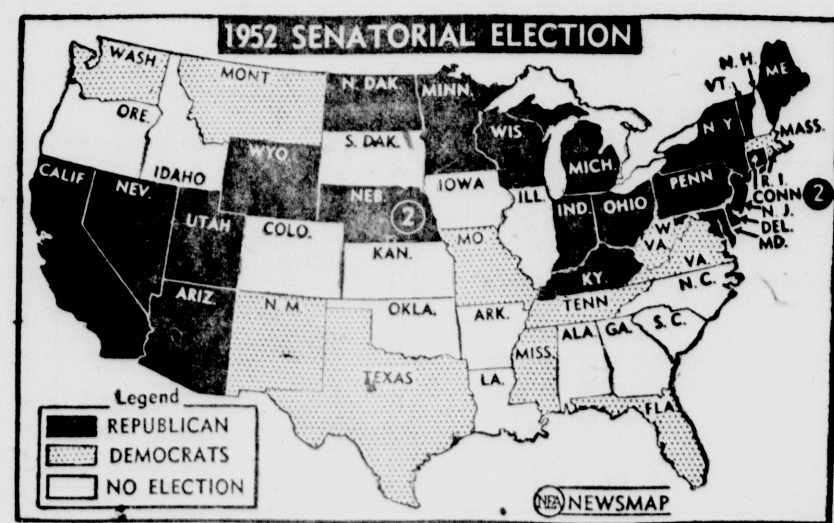 1952 SENATORIAL ELECTION
WASH.
MONT
N. DAK.
MINN.
N.H.
VT.
ME.
ORE.
IDAHO
WYO.
S. DAK.
WIS.
MICH.
N Y
MASS.
CALIF
NEV.
UTAH
COLO.
NEB
2
IOWA
ILL.
IND.
OHIO
PENN
R. I.
CONN
2
N. J.
DEL.
MD.
W.
VA.
VA.
KAN.
MO.
KY.
ARIZ.
N. M.
OKLA.
ARK.
TENN
N.C.
S.C.
TEXAS
LA.
MISS.
ALA
GA.
FLA
Legend
REPUBLICAN
DEMOCRATS
NO ELECTION
NEA NEWSMAP